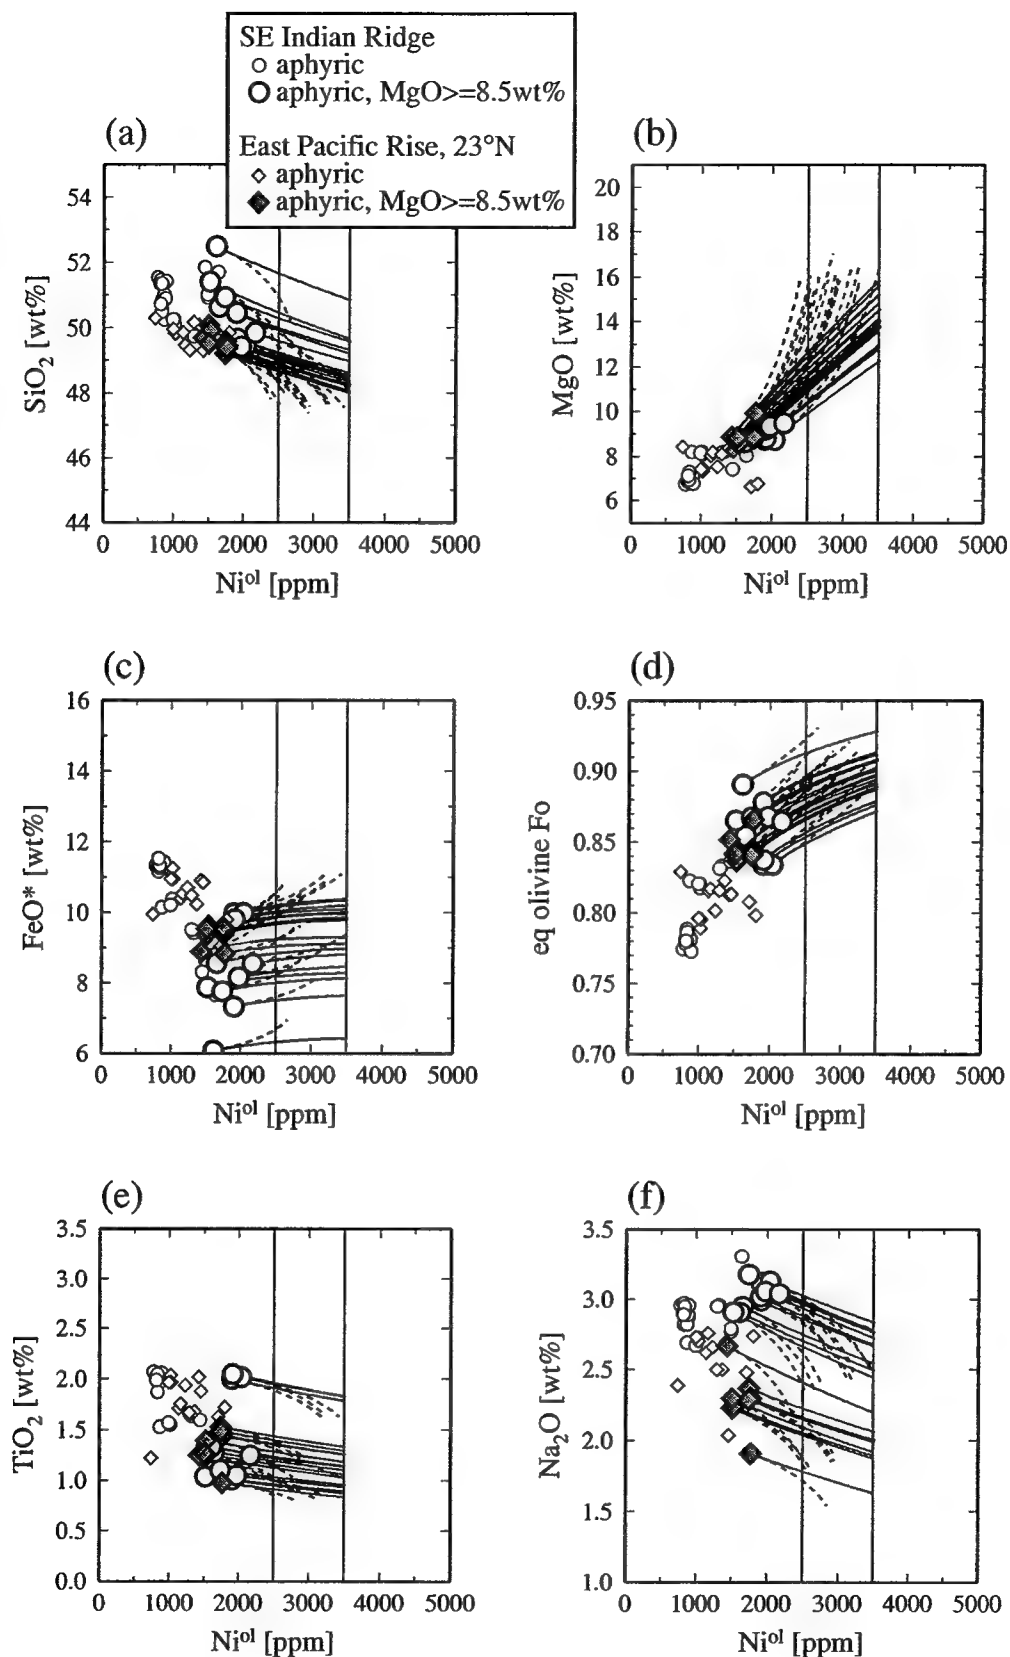 SE Indian Ridge
aphyric
aphyric, MgO>=8.5wt%
East Pacific Rise, 23°N
aphyric
aphyric, MgO>=8.5wt%
(a)
54
52
50
48
46
44
SiO₂ [wt%]
0 1000 2000 3000 4000 5000
Niᵒˡ [ppm]
(b)
20
18
16
14
12
10
8
6
MgO [wt%]
0 1000 2000 3000 4000 5000
Niᵒˡ [ppm]
(c)
16
14
12
10
8
6
FeO* [wt%]
0 1000 2000 3000 4000 5000
Niᵒˡ [ppm]
(d)
0.95
0.90
0.85
0.80
0.75
0.70
eq olivine Fo
0 1000 2000 3000 4000 5000
Niᵒˡ [ppm]
(e)
3.5
3.0
2.5
2.0
1.5
1.0
0.5
0.0
TiO₂ [wt%]
0 1000 2000 3000 4000 5000
Niᵒˡ [ppm]
(f)
3.5
3.0
2.5
2.0
1.5
1.0
Na₂O [wt%]
0 1000 2000 3000 4000 5000
Niᵒˡ [ppm]